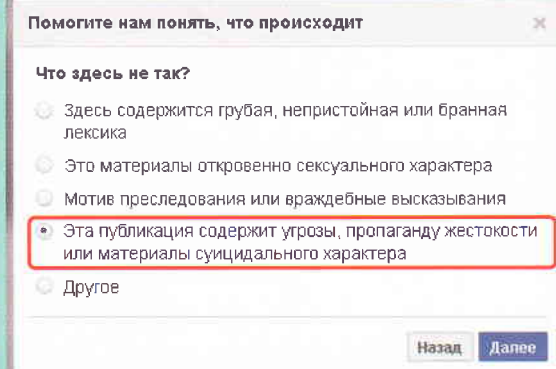 Помогите нам понять, что происходит
Что здесь не так?
Здесь содержится грубая, непристойная или бранная
лексика
Это материалы откровенно сексуального характера
Мотив преследования или враждебные высказывания
Эта публикация содержит угрозы, пропаганду жестокости
или материалы суицидального характера
Другое
Назад Далее